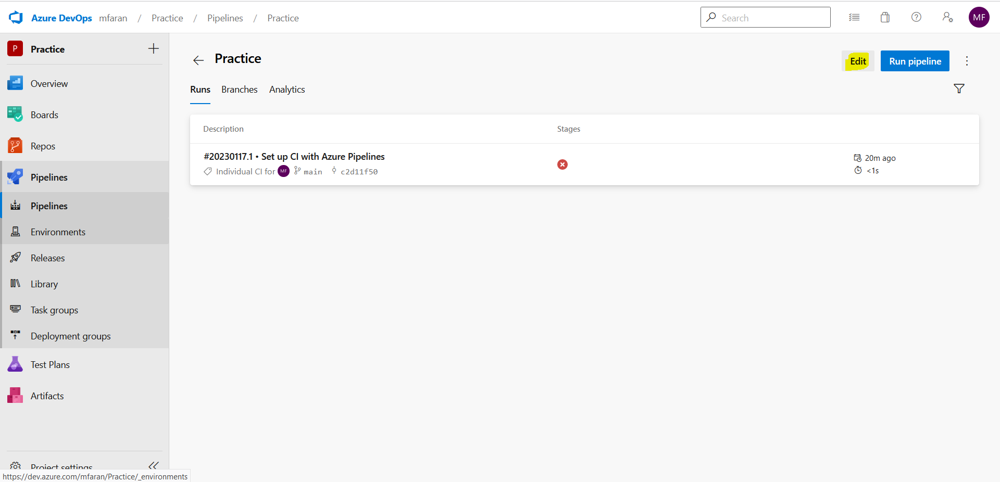 Azure DevOps mfaran / Practice / Pipelines / Practice
Search
MF
P Practice
Overview
Boards
Repos
Pipelines
Pipelines
Environments
Releases
Library
Task groups
Deployment groups
Test Plans
Artifacts
Project settings
https://dev.azure.com/mfaran/Practice/_environments
Practice
Edit
Run pipeline
Runs Branches Analytics
Description Stages
#20230117.1 • Set up CI with Azure Pipelines
Individual CI for MF main c2d11f50
20m ago
<1s